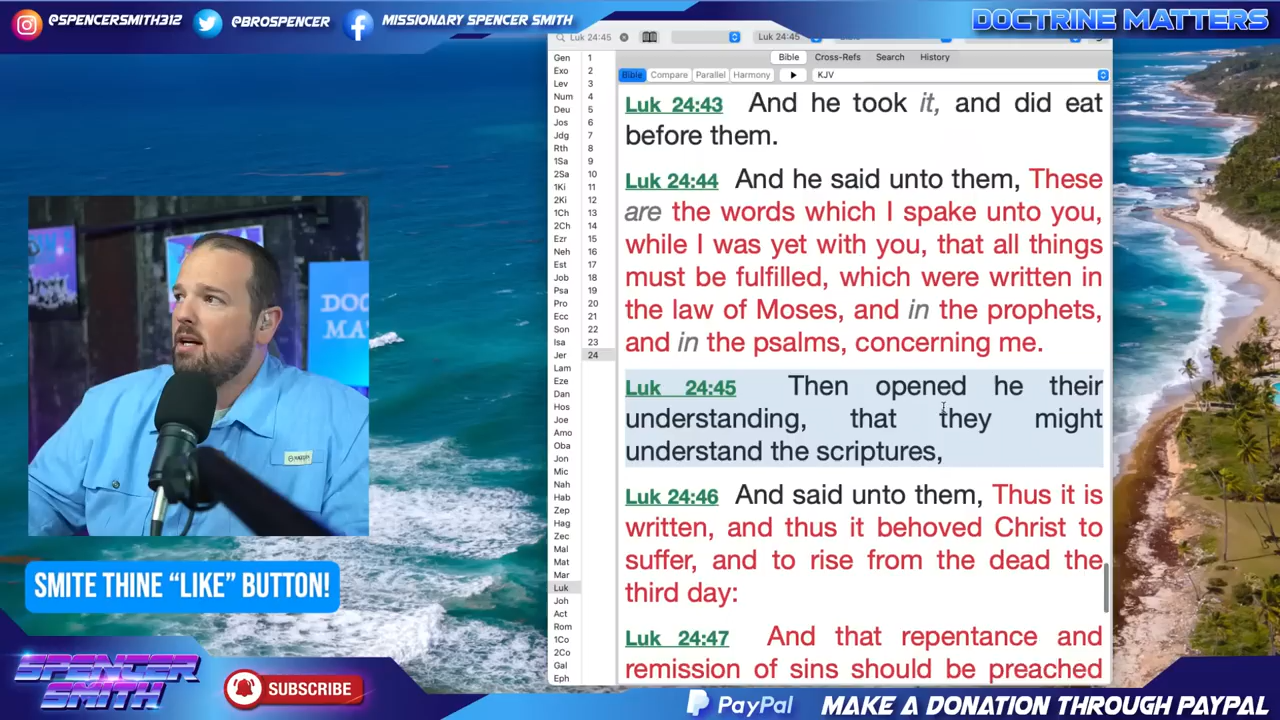 @SPENCERSMITH312
@BROSPENCER
MISSIONARY SPENCER SMITH
DOCTRINE MATTERS
Luk 24:45
Luk 24:45
Bible
Cross-Refs
Search
History
Bible
Compare
Parallel
Harmony
KJV
Gen
Exo
Lev
Num
Deu
Jos
Jdg
Rth
1Sa
2Sa
1Ki
2Ki
1Ch
2Ch
Ezr
Neh
Est
Job
Psa
Pro
Ecc
Son
Isa
Jer
Lam
Eze
Dan
Hos
Joe
Amo
Oba
Jon
Mic
Nah
Hab
Zep
Hag
Zec
Mal
Mat
Mar
Luk
Joh
Act
Rom
1Co
2Co
Gal
Eph
1
2
3
4
5
6
7
8
9
10
11
12
13
14
15
16
17
18
19
20
21
22
23
24
Luk 24:43 And he took it, and did eat
before them.
Luk 24:44 And he said unto them, These
are the words which I spake unto you,
while I was yet with you, that all things
must be fulfilled, which were written in
the law of Moses, and in the prophets,
and in the psalms, concerning me.
Luk 24:45 Then opened he their
understanding, that they might
understand the scriptures,
Luk 24:46 And said unto them, Thus it is
written, and thus it behoved Christ to
suffer, and to rise from the dead the
third day:
Luk 24:47 And that repentance and
remission of sins should be preached
DOC
MA
SMITE THINE “LIKE” BUTTON!
SPENCER
SMITH
SUBSCRIBE
PayPal
MAKE A DONATION THROUGH PAYPAL